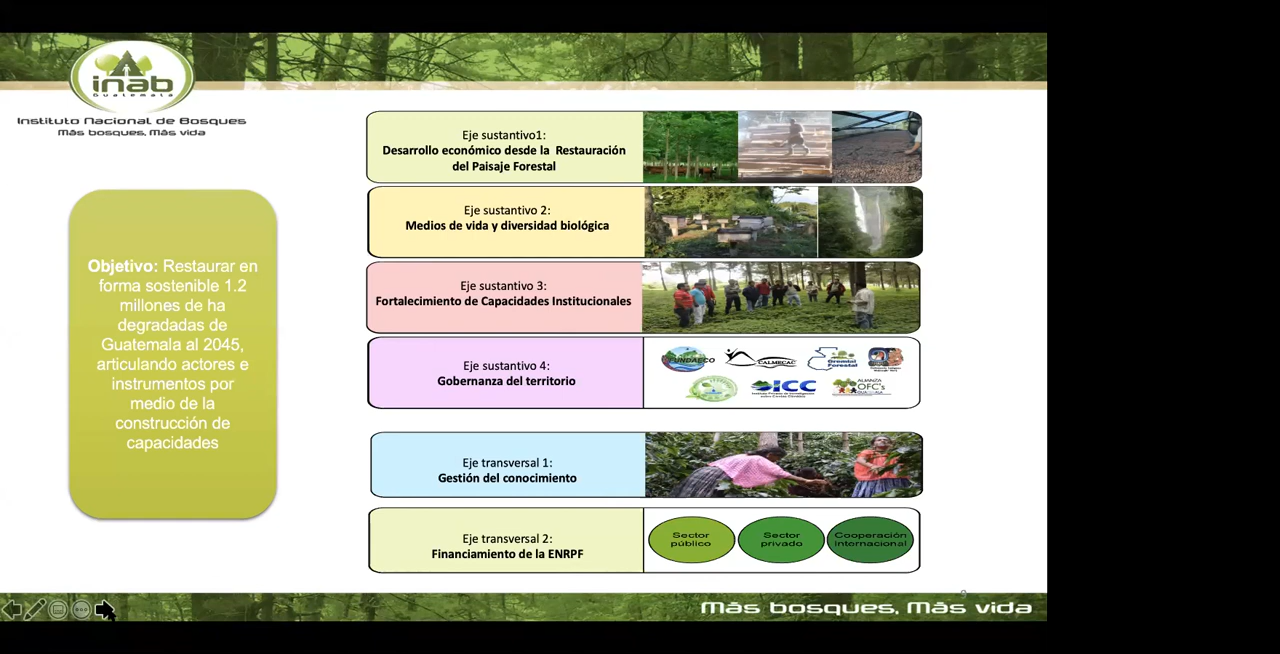 inab
Guatemala
Instituto Nacional de Bosques
Más bosques, Más vida
Objetivo: Restaurar en
forma sostenible 1.2
millones de ha
degradadas de
Guatemala al 2045,
articulando actores e
instrumentos por
medio de la
construcción de
capacidades
Eje sustantivo1:
Desarrollo económico desde la Restauración
del Paisaje Forestal
Eje sustantivo 2:
Medios de vida y diversidad biológica
Eje sustantivo 3:
Fortalecimiento de Capacidades Institucionales
Eje sustantivo 4:
Gobernanza del territorio
FUNDAECO
CALMECAC
Gremial
Forestal
ICC
ALIANZA
OFC's
Eje transversal 1:
Gestión del conocimiento
Eje transversal 2:
Financiamiento de la ENRPF
Sector
público
Sector
privado
Cooperación
internacional
9
Más bosques, Más vida